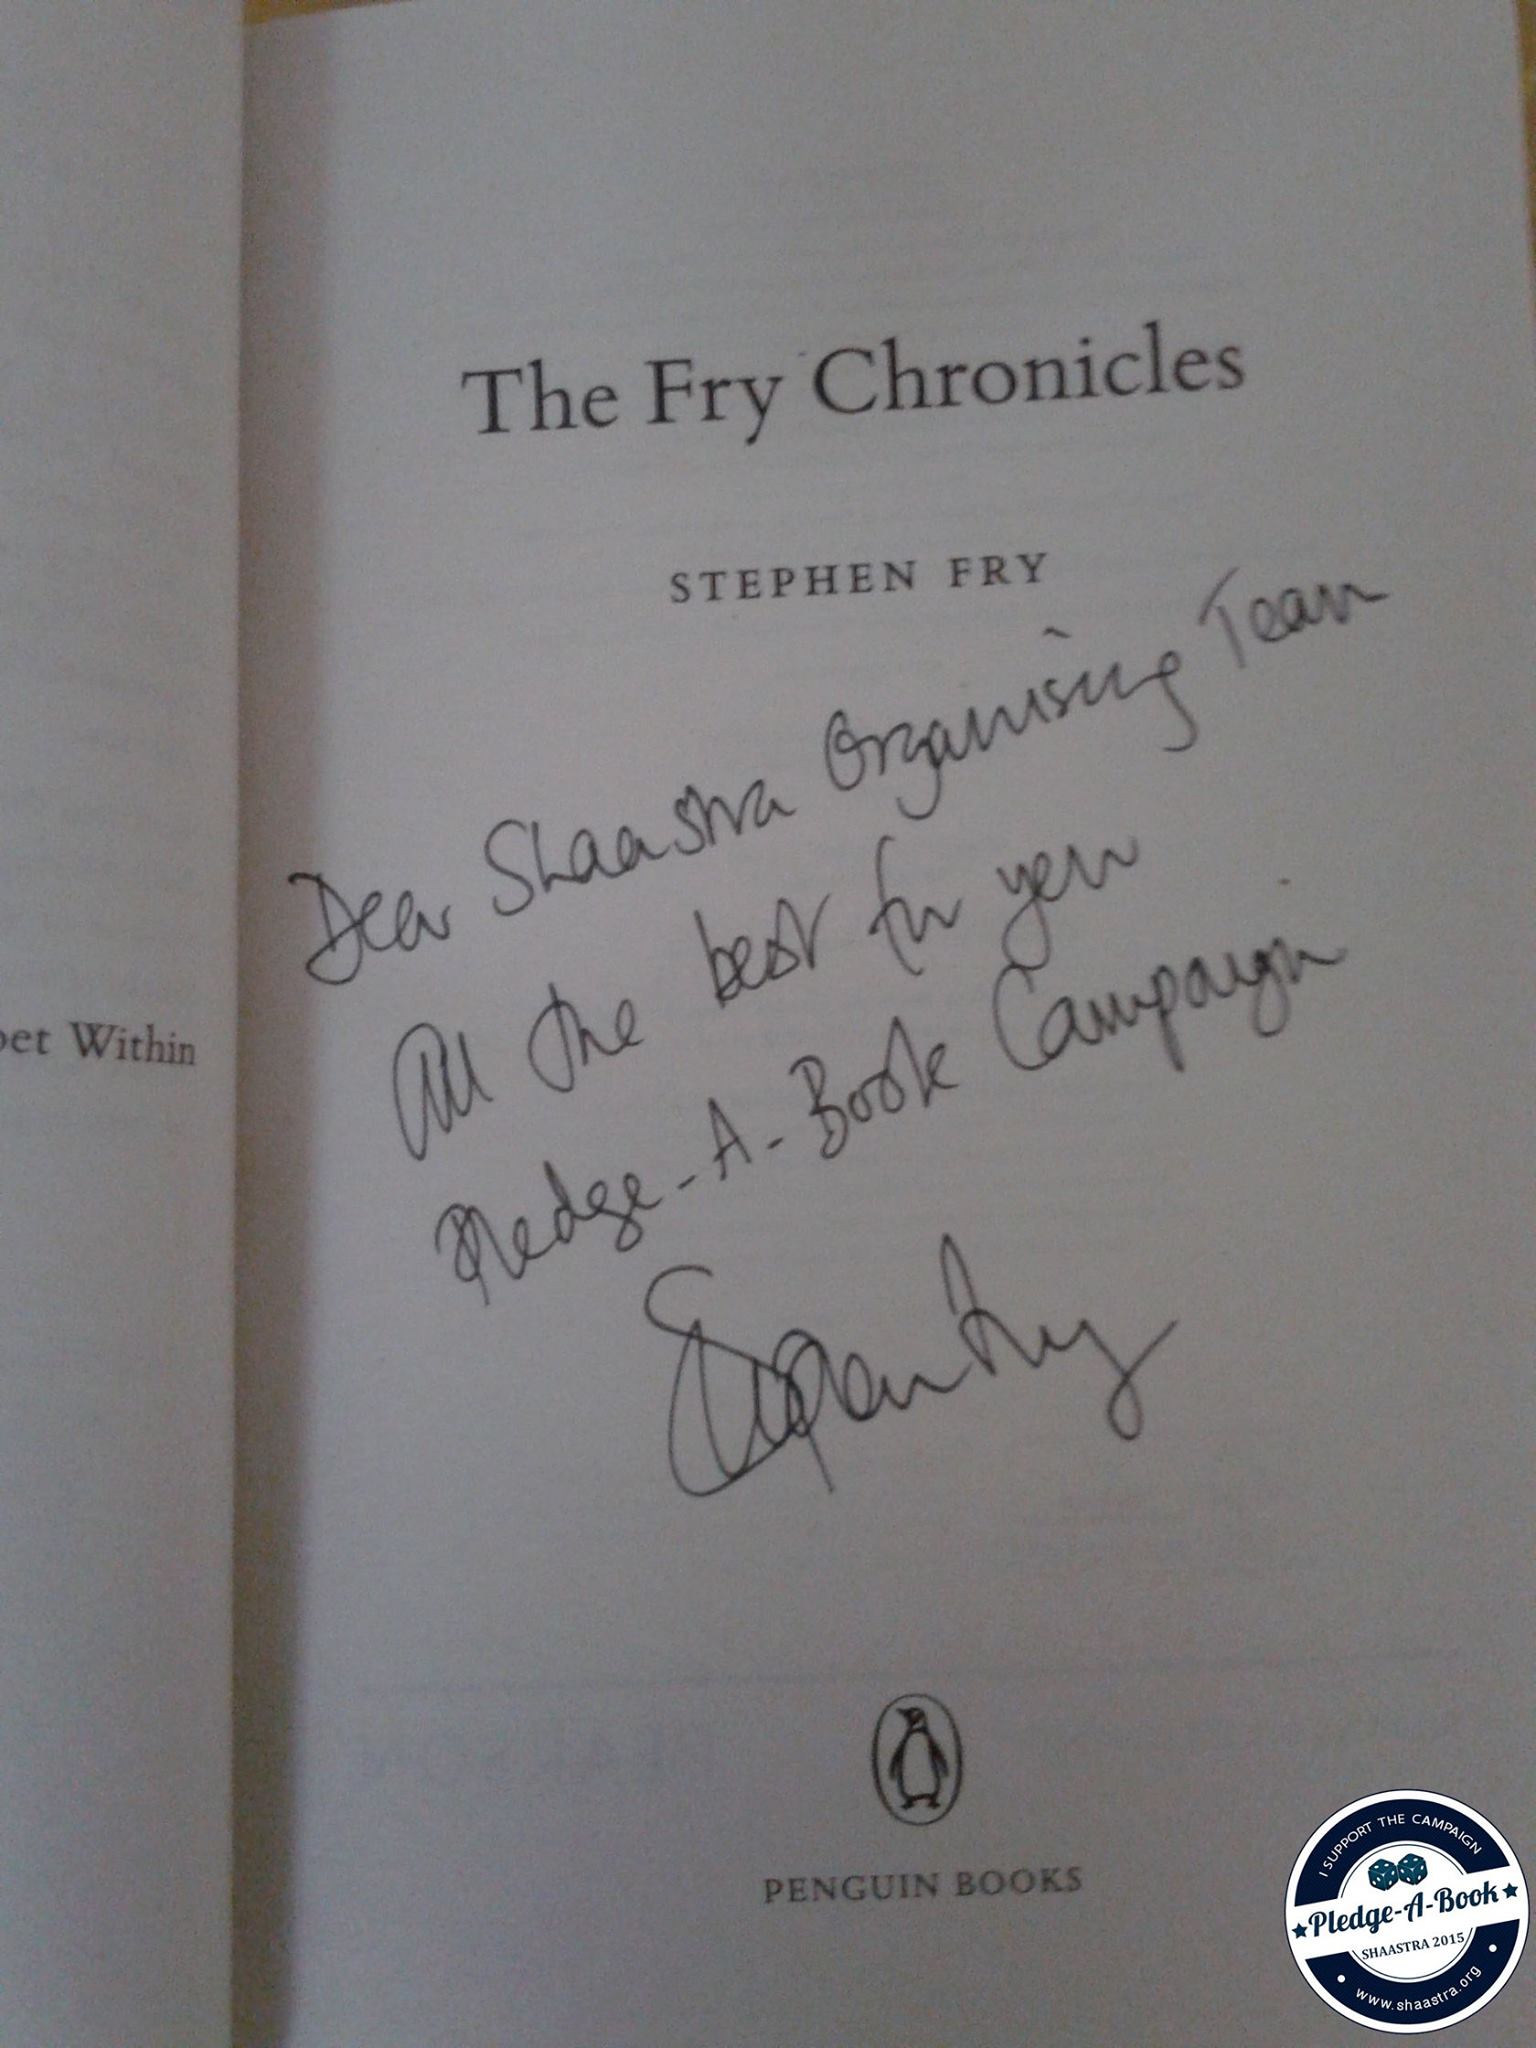 The Fry Chronicles
STEPHEN FRY
Dear Shaastra Organising Team
All the best for your
Pledge-A-Book Campaign
Stephen Fry
PENGUIN BOOKS
Within
I SUPPORT THE CAMPAIGN
Pledge-A-Book
SHAASTRA 2015
www.shaastra.org